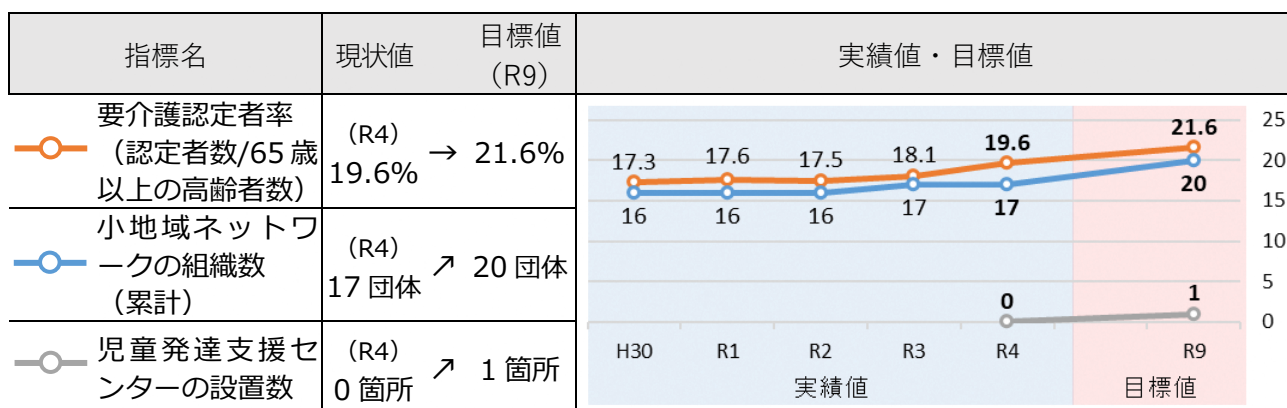 指標名
現状値
目標値
（R9）
実績値・目標値
要介護認定者率
（認定者数/65歳
以上の高齢者数）
（R4）
19.6%
→
21.6%
小地域ネットワ
ークの組織数
（累計）
（R4）
17 団体
↗
20 団体
児童発達支援セ
ンターの設置数
（R4）
0 箇所
↗
1 箇所
17.3
17.6
17.5
18.1
19.6
21.6
16
16
16
17
17
20
0
1
25
20
15
10
5
0
H30
R1
R2
R3
R4
R9
実績値
目標値